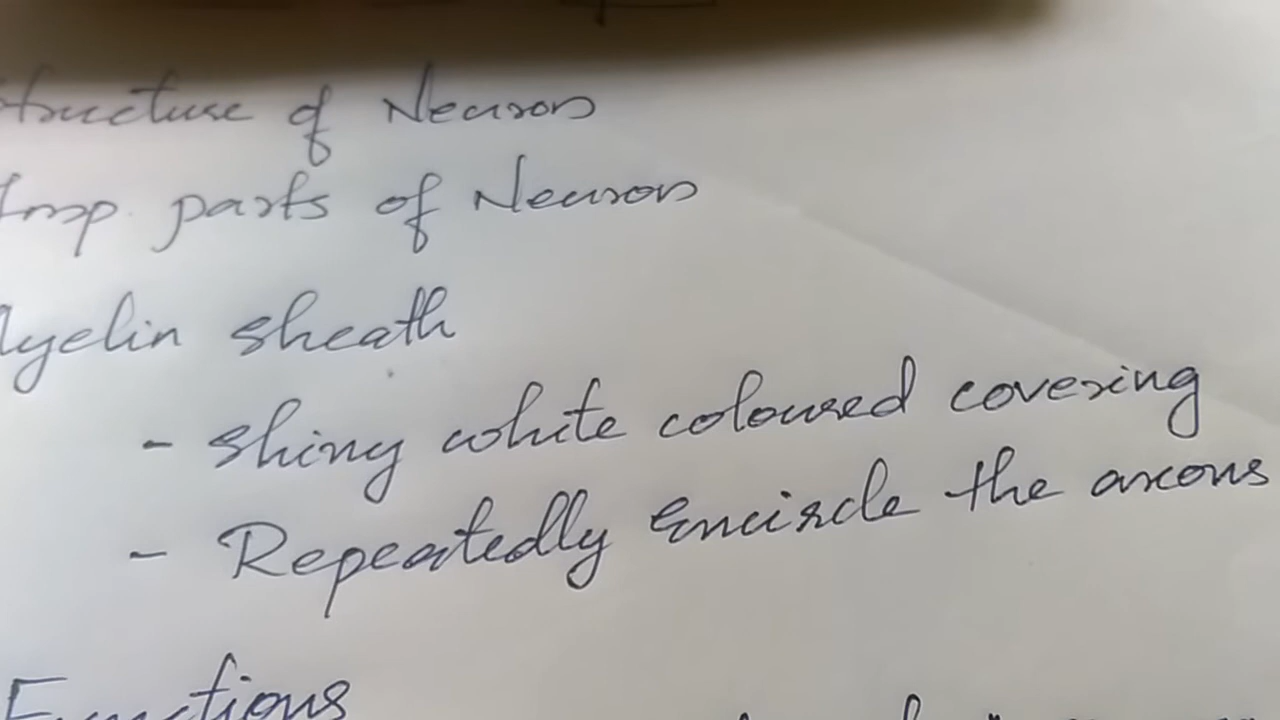 Structure of Neuron
Imp. parts of Neuron
Myelin sheath
- Shiny white coloured covering
- Repeatedly Encircle the axons
Functions